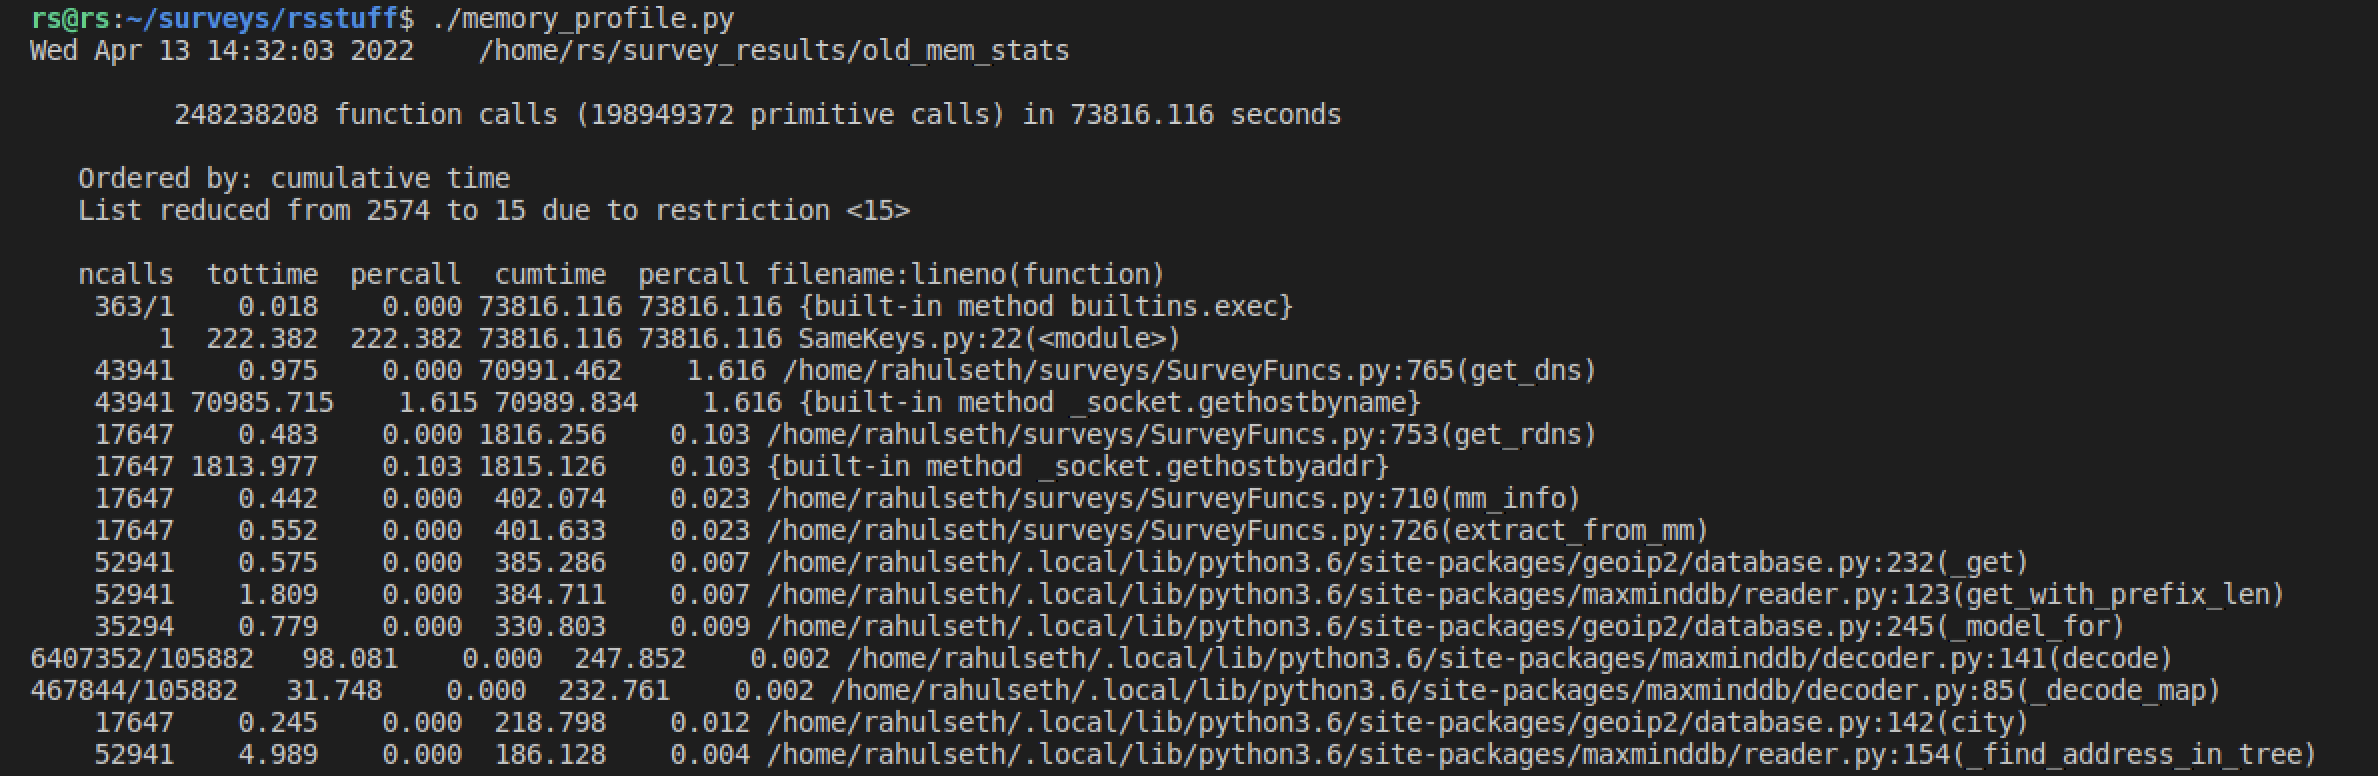 rs@rs:~/surveys/rsstuff$ ./memory_profile.py
Wed Apr 13 14:32:03 2022    /home/rs/survey_results/old_mem_stats
         248238208 function calls (198949372 primitive calls) in 73816.116 seconds
   Ordered by: cumulative time
   List reduced from 2574 to 15 due to restriction <15>
   ncalls  tottime  percall  cumtime  percall filename:lineno(function)
    363/1    0.018    0.000 73816.116 73816.116 {built-in method builtins.exec}
        1  222.382  222.382 73816.116 73816.116 SameKeys.py:22(<module>)
    43941    0.975    0.000 70991.462    1.616 /home/rahulseth/surveys/SurveyFuncs.py:765(get_dns)
    43941 70985.715    1.615 70989.834    1.616 {built-in method _socket.gethostbyname}
    17647    0.483    0.000 1816.256    0.103 /home/rahulseth/surveys/SurveyFuncs.py:753(get_rdns)
    17647 1813.977    0.103 1815.126    0.103 {built-in method _socket.gethostbyaddr}
    17647    0.442    0.000  402.074    0.023 /home/rahulseth/surveys/SurveyFuncs.py:710(mm_info)
    17647    0.552    0.000  401.633    0.023 /home/rahulseth/surveys/SurveyFuncs.py:726(extract_from_mm)
    52941    0.575    0.000  385.286    0.007 /home/rahulseth/.local/lib/python3.6/site-packages/geoip2/database.py:232(_get)
    52941    1.809    0.000  384.711    0.007 /home/rahulseth/.local/lib/python3.6/site-packages/maxminddb/reader.py:123(get_with_prefix_len)
    35294    0.779    0.000  330.803    0.009 /home/rahulseth/.local/lib/python3.6/site-packages/geoip2/database.py:245(_model_for)
6407352/105882   98.081    0.000  247.852    0.002 /home/rahulseth/.local/lib/python3.6/site-packages/maxminddb/decoder.py:141(decode)
467844/105882   31.748    0.000  232.761    0.002 /home/rahulseth/.local/lib/python3.6/site-packages/maxminddb/decoder.py:85(_decode_map)
    17647    0.245    0.000  218.798    0.012 /home/rahulseth/.local/lib/python3.6/site-packages/geoip2/database.py:142(city)
    52941    4.989    0.000  186.128    0.004 /home/rahulseth/.local/lib/python3.6/site-packages/maxminddb/reader.py:154(_find_address_in_tree)